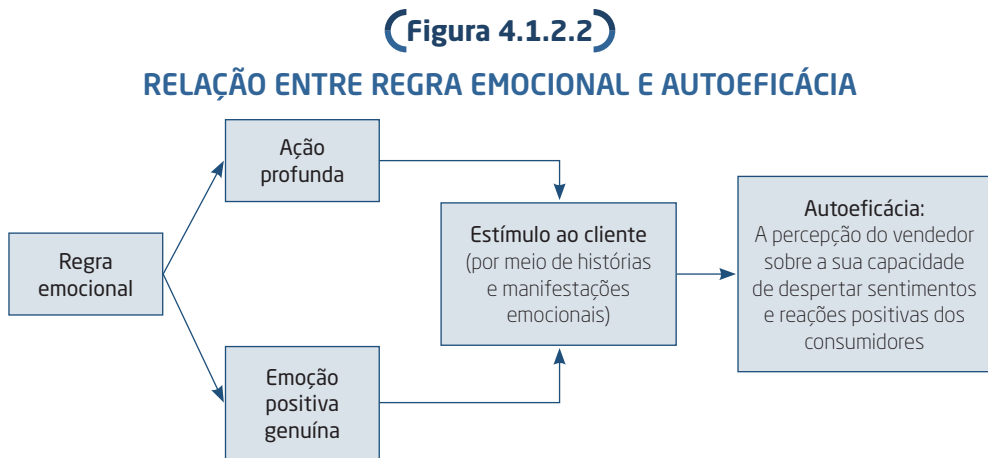 Figura 4.1.2.2
RELAÇÃO ENTRE REGRA EMOCIONAL E AUTOEFICÁCIA
Regra
emocional
Ação
profunda
Emoção
positiva
genuína
Estímulo ao cliente
(por meio de histórias
e manifestações
emocionais)
Autoeficácia:
A percepção do vendedor
sobre a sua capacidade
de despertar sentimentos
e reações positivas dos
consumidores